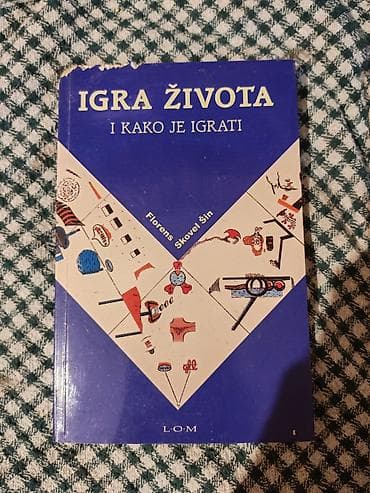 IGRA ŽIVOTA
I KAKO JE IGRATI
Florens
Skovel Šin
L·O·M